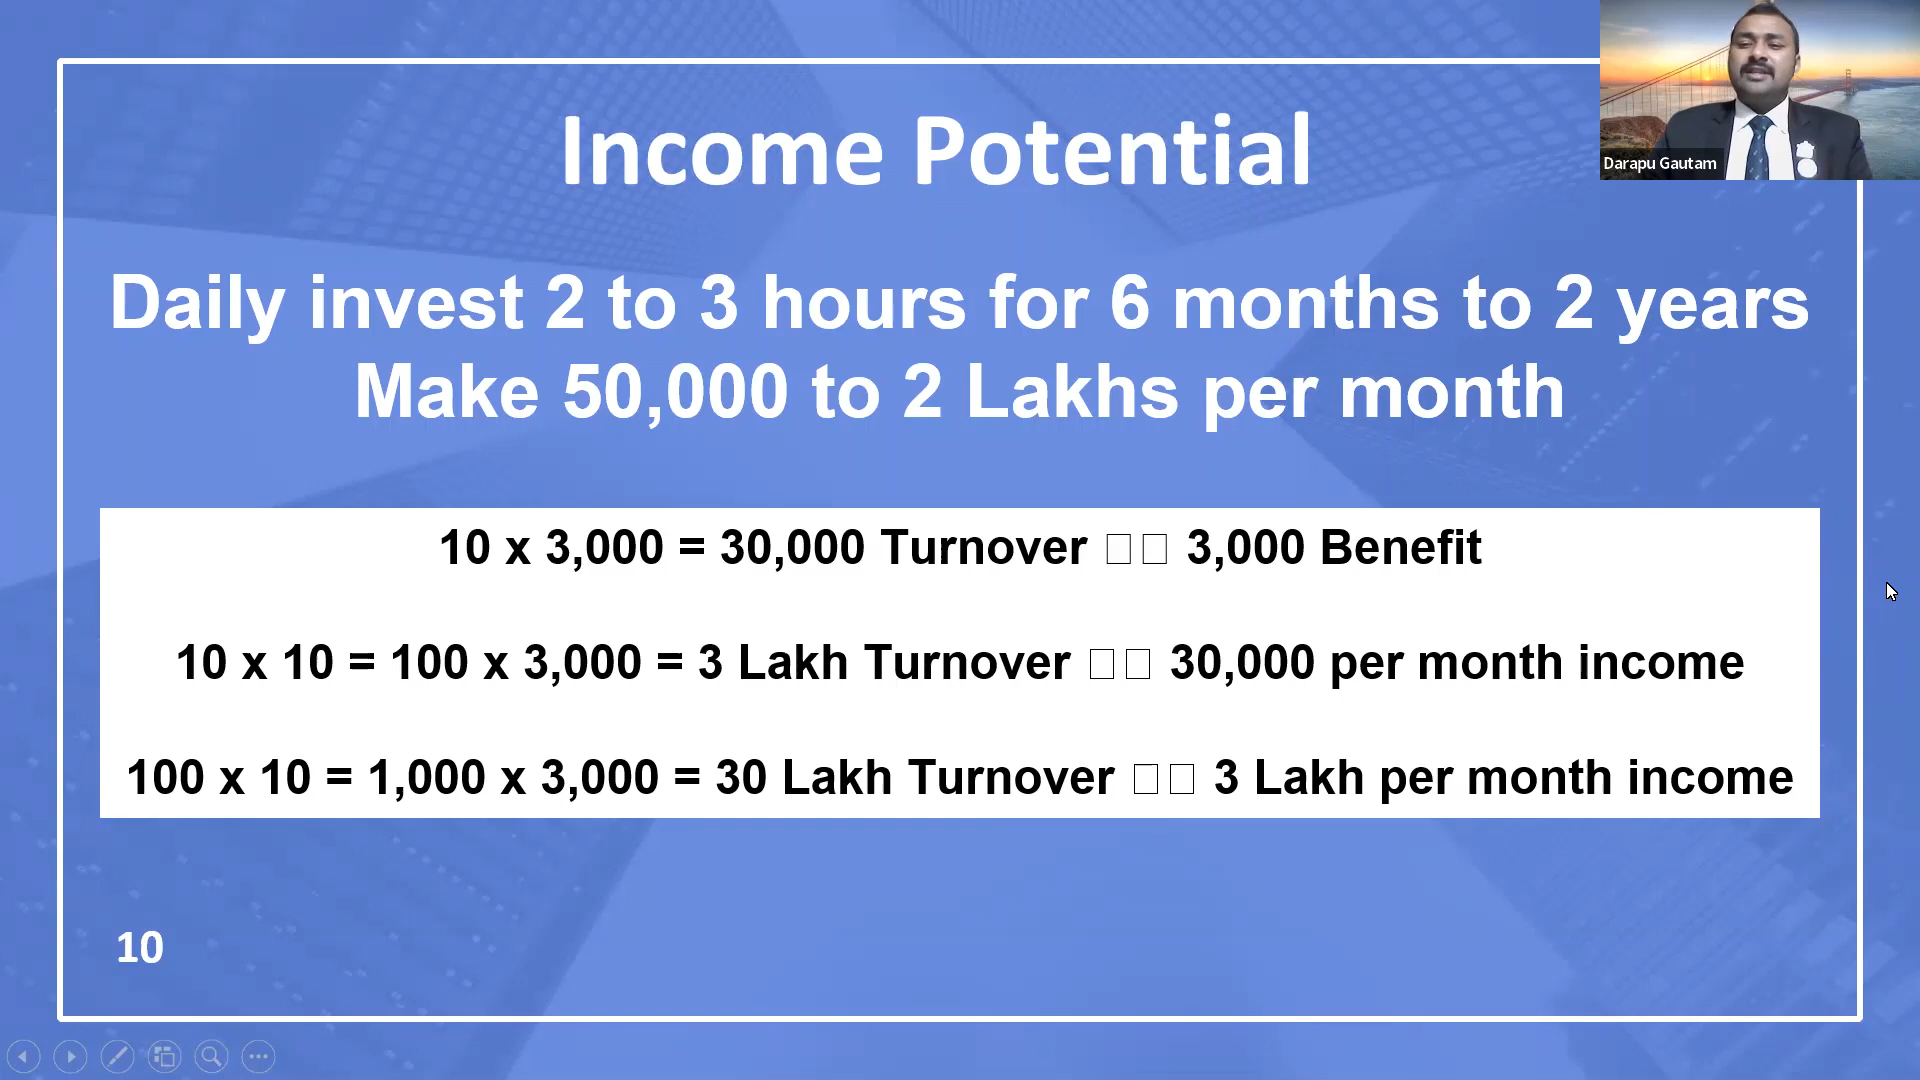 Income Potential
Darapu Gautam
Daily invest 2 to 3 hours for 6 months to 2 years
Make 50,000 to 2 Lakhs per month
10 x 3,000 = 30,000 Turnover □□ 3,000 Benefit
10 x 10 = 100 x 3,000 = 3 Lakh Turnover □□ 30,000 per month income
100 x 10 = 1,000 x 3,000 = 30 Lakh Turnover □□ 3 Lakh per month income
10